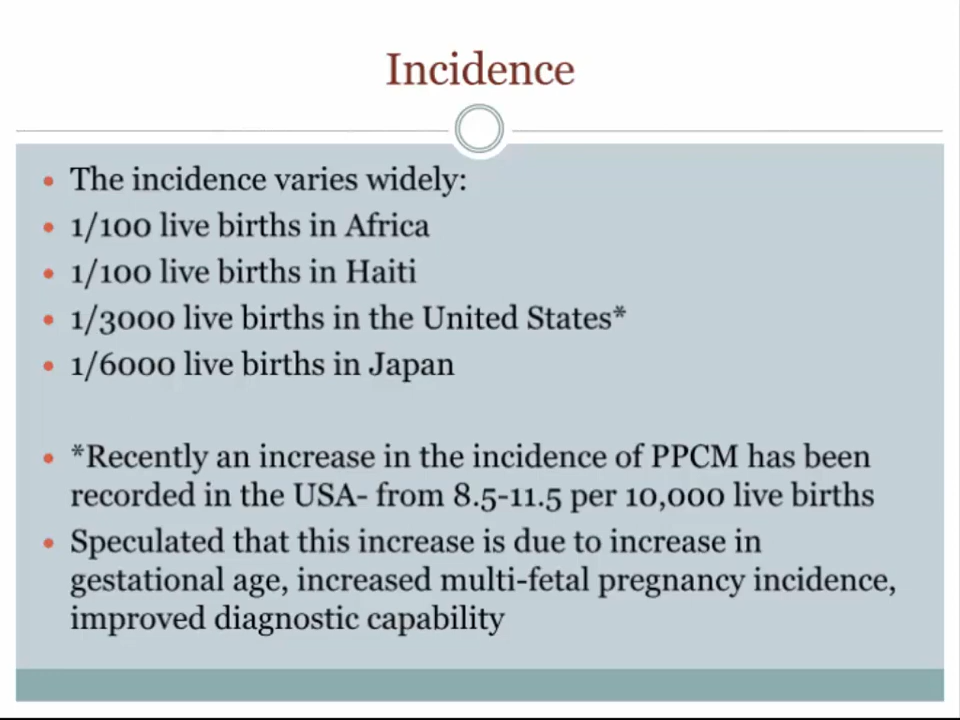 Incidence
• The incidence varies widely:
• 1/100 live births in Africa
• 1/100 live births in Haiti
• 1/3000 live births in the United States*
• 1/6000 live births in Japan
• *Recently an increase in the incidence of PPCM has been
recorded in the USA- from 8.5-11.5 per 10,000 live births
• Speculated that this increase is due to increase in
gestational age, increased multi-fetal pregnancy incidence,
improved diagnostic capability